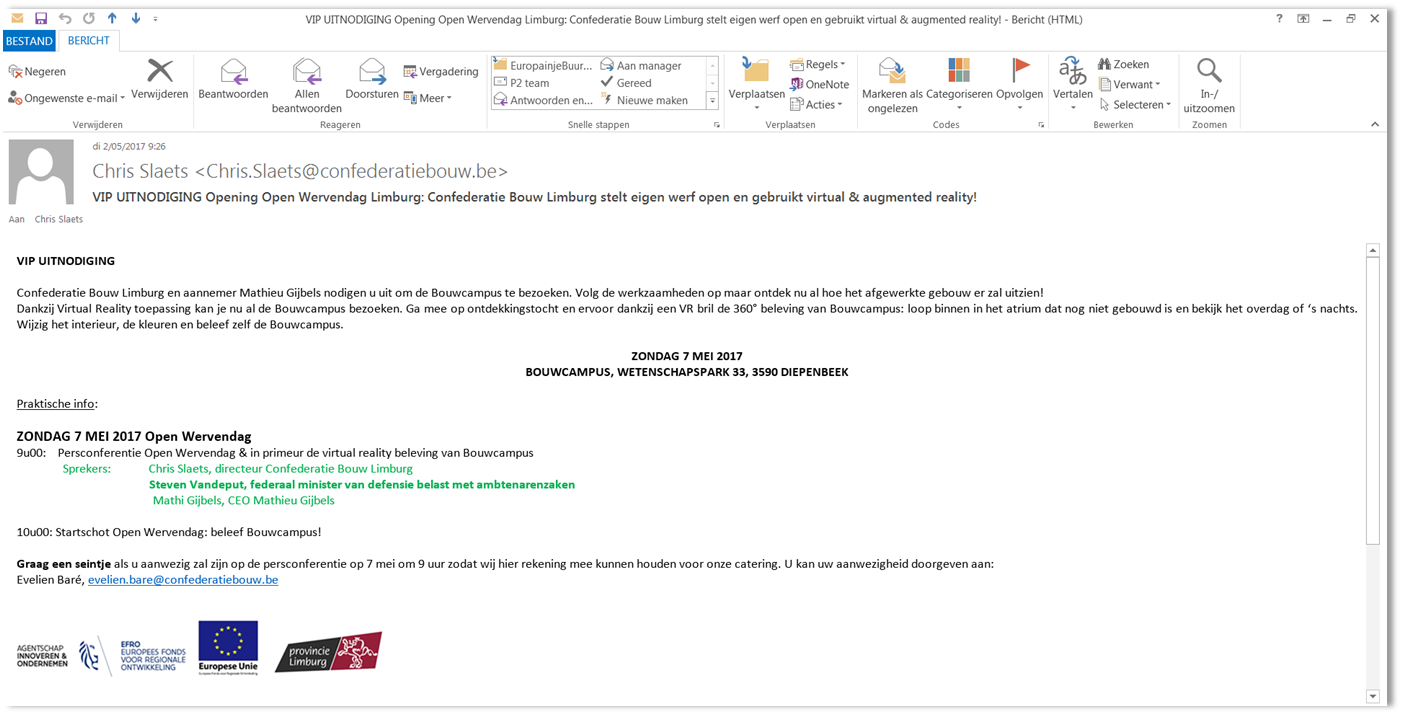 VIP UITNODIGING Opening Open Wervendag Limburg: Confederatie Bouw Limburg stelt eigen werf open en gebruikt virtual & augmented reality! - Bericht (HTML)
BESTAND BERICHT
Negeren
Ongewenste e-mail
Verwijderen
Verwijderen
Beantwoorden
Allen
beantwoorden
Doorsturen
Vergadering
Meer
Reageren
EuropainjeBuur...
P2 team
Antwoorden en...
Aan manager
Gereed
Nieuwe maken
Snelle stappen
Verplaatsen
Regels
OneNote
Acties
Verplaatsen
Markeren als
ongelezen
Categoriseren
Opvolgen
Codes
Vertalen
Zoeken
Verwant
Selecteren
Bewerken
In-/
uitzoomen
Zoomen
di 2/05/2017 9:26
Chris Slaets <Chris.Slaets@confederatiebouw.be>
VIP UITNODIGING Opening Open Wervendag Limburg: Confederatie Bouw Limburg stelt eigen werf open en gebruikt virtual & augmented reality!
Aan Chris Slaets
VIP UITNODIGING
Confederatie Bouw Limburg en aannemer Mathieu Gijbels nodigen u uit om de Bouwcampus te bezoeken. Volg de werkzaamheden op maar ontdek nu al hoe het afgewerkte gebouw er zal uitzien!
Dankzij Virtual Reality toepassing kan je nu al de Bouwcampus bezoeken. Ga mee op ontdekkingstocht en ervoor dankzij een VR bril de 360° beleving van Bouwcampus: loop binnen in het atrium dat nog niet gebouwd is en bekijk het overdag of ‘s nachts.
Wijzig het interieur, de kleuren en beleef zelf de Bouwcampus.
ZONDAG 7 MEI 2017
BOUWCAMPUS, WETENSCHAPSPARK 33, 3590 DIEPENBEEK
Praktische info:
ZONDAG 7 MEI 2017 Open Wervendag
9u00: Persconferentie Open Wervendag & in primeur de virtual reality beleving van Bouwcampus
Sprekers: Chris Slaets, directeur Confederatie Bouw Limburg
Steven Vandeput, federaal minister van defensie belast met ambtenarenzaken
Mathi Gijbels, CEO Mathieu Gijbels
10u00: Startschot Open Wervendag: beleef Bouwcampus!
Graag een seintje als u aanwezig zal zijn op de persconferentie op 7 mei om 9 uur zodat wij hier rekening mee kunnen houden voor onze catering. U kan uw aanwezigheid doorgeven aan:
Evelien Baré, evelien.bare@confederatiebouw.be
AGENTSCHAP
INNOVEREN &
ONDERNEMEN
EFRO
EUROPEES FONDS
VOOR REGIONALE
ONTWIKKELING
Europese Unie
provincie
Limburg